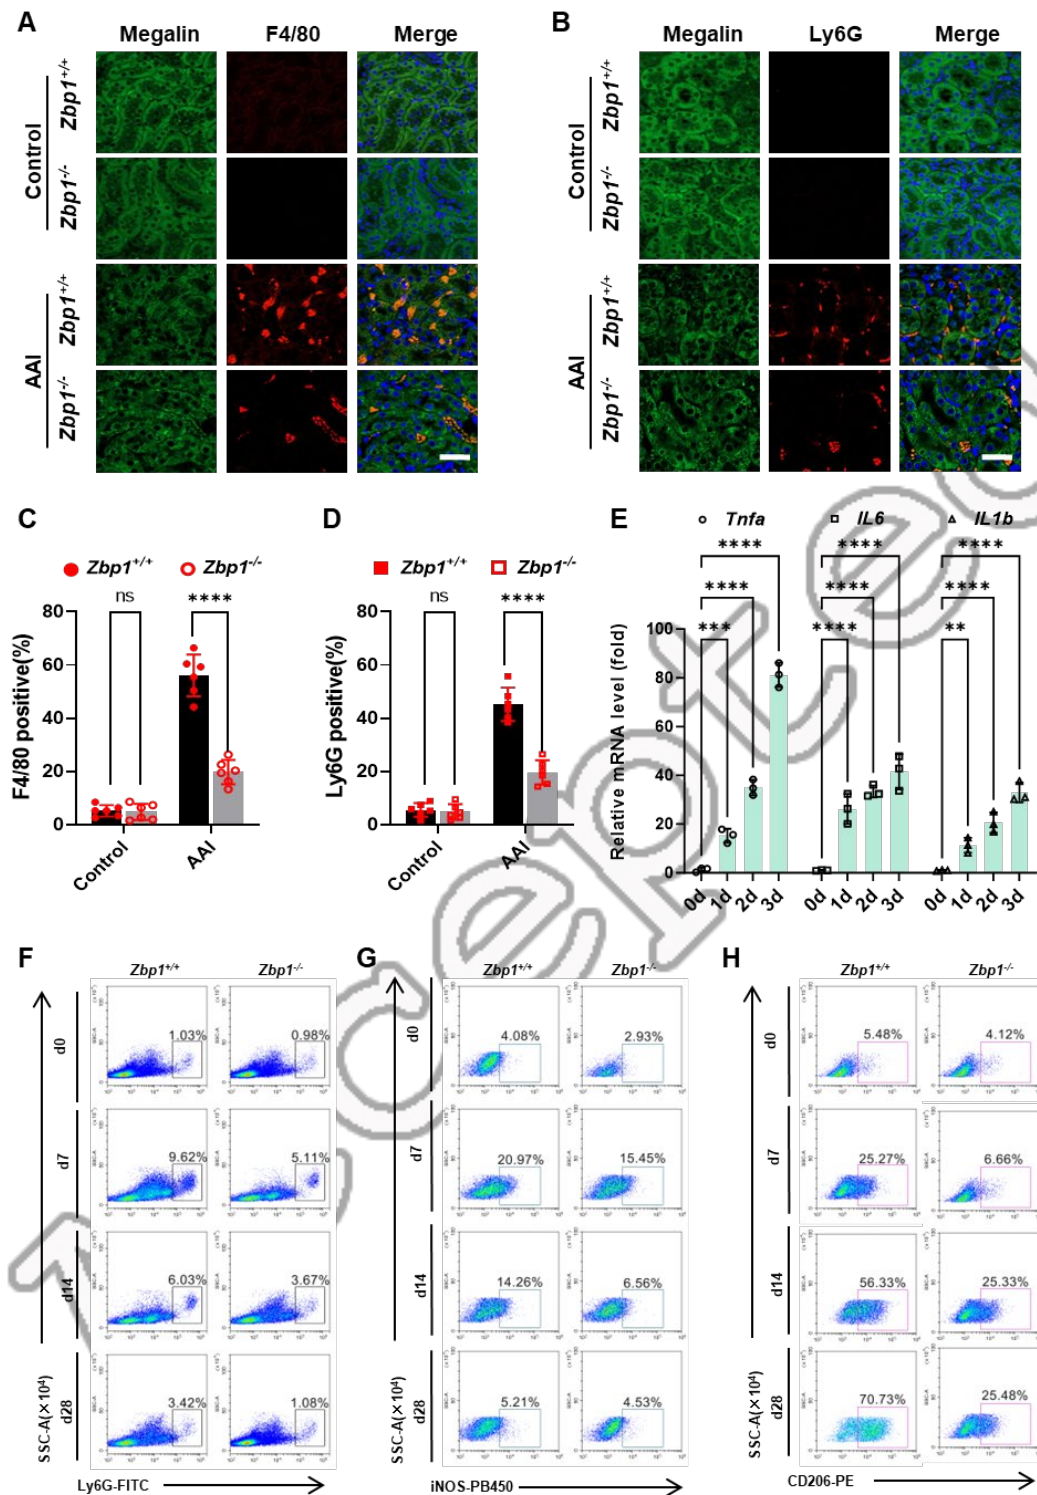 A
Megalin F4/80 Merge
Control
Zbp1+/+
Zbp1-/-
AAI
Zbp1+/+
Zbp1-/-
B
Megalin Ly6G Merge
Control
Zbp1+/+
Zbp1-/-
AAI
Zbp1+/+
Zbp1-/-
C
Zbp1+/+ Zbp1-/-
ns ****
F4/80 positive(%)
80
60
40
20
0
Control AAI
D
Zbp1+/+ Zbp1-/-
ns ****
Ly6G positive(%)
80
60
40
20
0
Control AAI
E
Tnfa IL6 IL1b
**** **** ****
**** **** ****
*** **** **
Relative mRNA level (fold)
100
80
60
40
20
0
0d 1d 2d 3d 0d 1d 2d 3d 0d 1d 2d 3d
F
Zbp1+/+ Zbp1-/-
d0
1.03% 0.98%
d7
9.62% 5.11%
d14
6.03% 3.67%
d28
3.42% 1.08%
SSC-A(×10⁴)
Ly6G-FITC
G
Zbp1+/+ Zbp1-/-
d0
4.08% 2.93%
d7
20.97% 15.45%
d14
14.26% 6.56%
d28
5.21% 4.53%
SSC-A(×10⁴)
iNOS-PB450
H
Zbp1+/+ Zbp1-/-
d0
5.48% 4.12%
d7
25.27% 6.66%
d14
56.33% 25.33%
d28
70.73% 25.48%
SSC-A(×10⁴)
CD206-PE